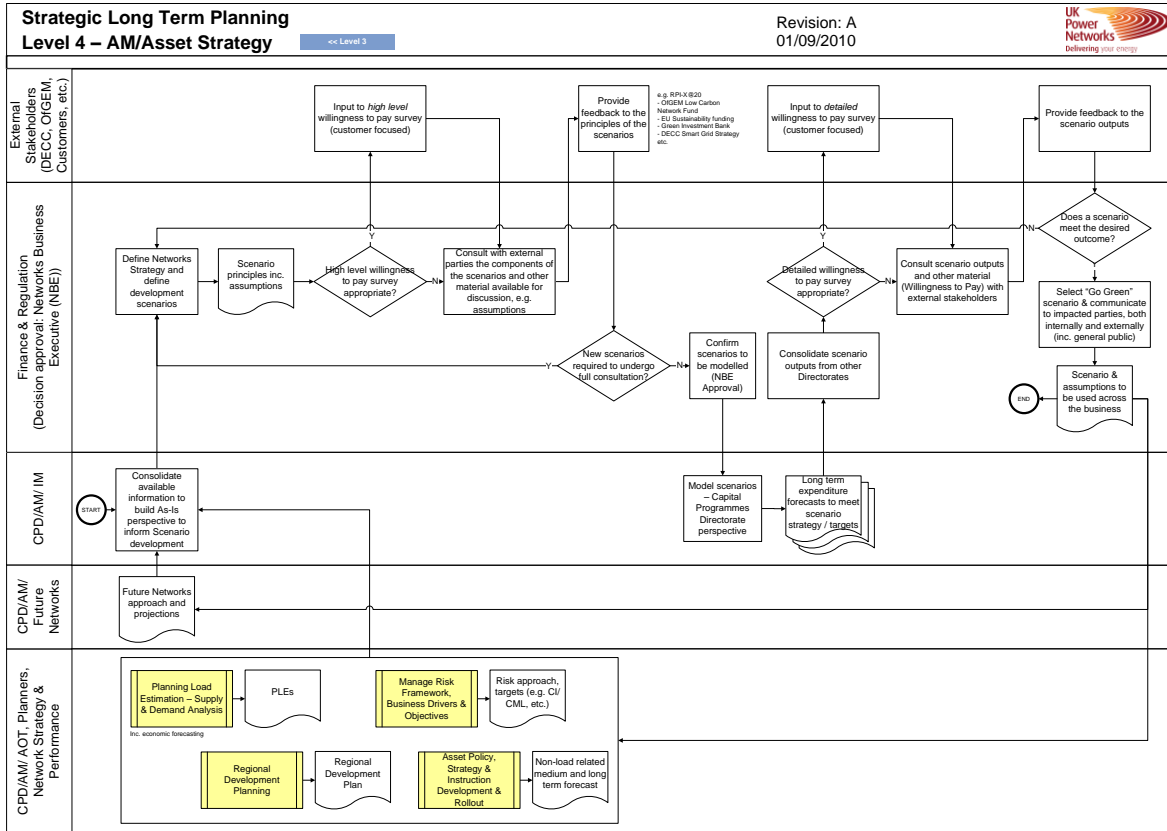 Strategic Long Term Planning
Level 4 – AM/Asset Strategy
<< Level 3
Revision: A
01/09/2010
UK
Power
Networks
Delivering your energy
External
Stakeholders
(DECC, OfGEM,
Customers, etc.)
Input to high level
willingness to pay survey
(customer focused)
Provide
feedback to the
principles of the
scenarios
e.g. RPI-X@20
- OfGEM Low Carbon
Network Fund
- EU Sustainability funding
- Green Investment Bank
- DECC Smart Grid Strategy
etc.
Input to detailed
willingness to pay survey
(customer focused)
Provide feedback to the
scenario outputs
Finance & Regulation
(Decision approval: Networks Business
Executive (NBE))
Define Networks
Strategy and
define
development
scenarios
Scenario
principles inc.
assumptions
Y
High level willingness
to pay survey
appropriate?
N
Consult with external
parties the components of
the scenarios and other
material available for
discussion, e.g.
assumptions
Y
Detailed willingness
to pay survey
appropriate?
N
Consult scenario outputs
and other material
(Willingness to Pay) with
external stakeholders
N
Does a scenario
meet the desired
outcome?
Y
Select “Go Green”
scenario & communicate
to impacted parties, both
internally and externally
(inc. general public)
Y
New scenarios
required to undergo
full consultation?
N
Confirm
scenarios to
be modelled
(NBE
Approval)
Consolidate scenario
outputs from other
Directorates
END
Scenario &
assumptions to
be used across
the business
CPD/AM/ IM
START
Consolidate
available
information to
build As-Is
perspective to
inform Scenario
development
Model scenarios
– Capital
Programmes
Directorate
perspective
Long term
expenditure
forecasts to meet
scenario
strategy / targets
CPD/AM/
Future
Networks
Future Networks
approach and
projections
CPD/AM/ AOT, Planners,
Network Strategy &
Performance
Planning Load
Estimation – Supply
& Demand Analysis
Inc. economic forecasting
PLEs
Manage Risk
Framework,
Business Drivers &
Objectives
Risk approach,
targets (e.g. CI/
CML, etc.)
Regional
Development
Planning
Regional
Development
Plan
Asset Policy,
Strategy &
Instruction
Development &
Rollout
Non-load related
medium and long
term forecast